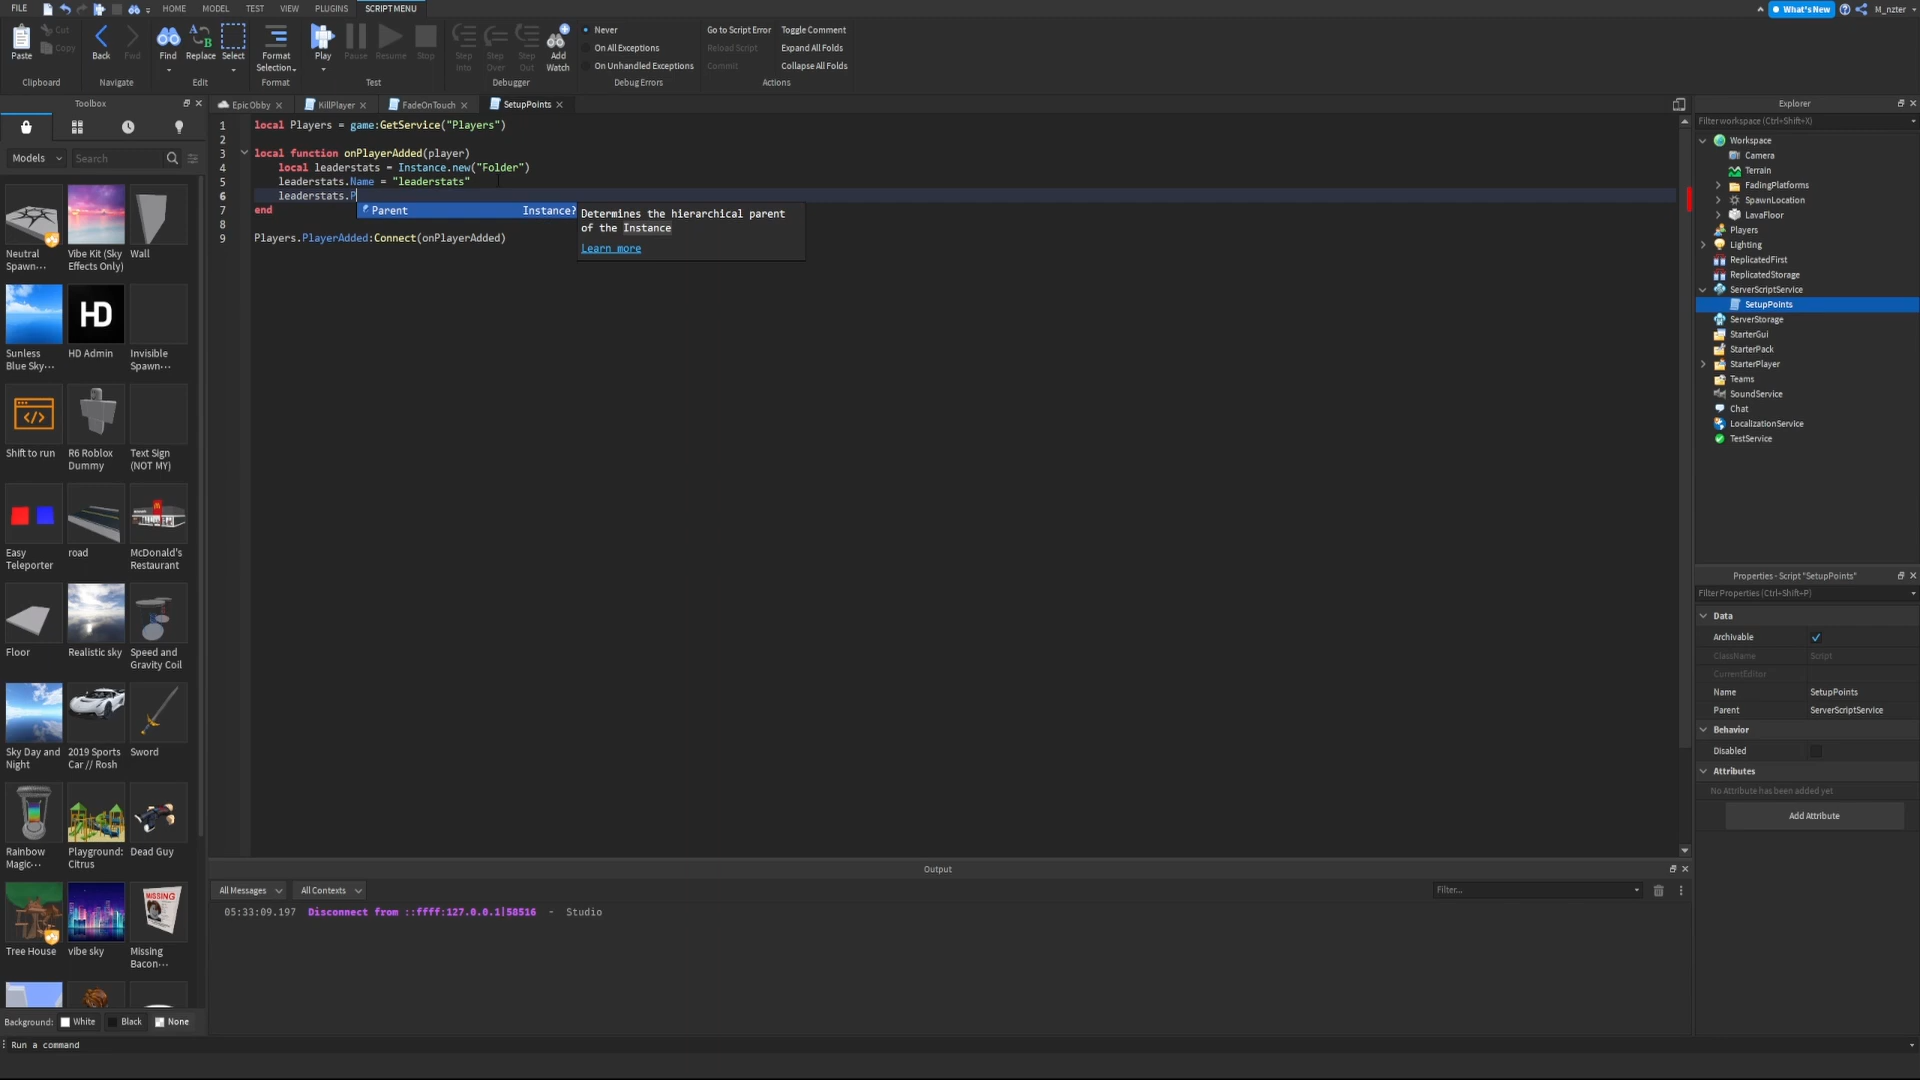 FILE HOME MODEL TEST VIEW PLUGINS SCRIPT MENU What's New M_nzter
Paste Cut Copy Clipboard
Back Find Navigate
Find Replace Select Edit
Format Selection Format
Play Pause Resume Stop Test
Step Into Step Over Step Out Add Watch Debugger
Never
On All Exceptions
On Unhandled Exceptions
Debug Errors
Go to Script Error Toggle Comment
Reload Script Expand All Folds
Commit Collapse All Folds
Actions
Toolbox
Models Search
Neutral Spawn...
Vibe Kit (Sky Effects Only)
Wall
Sunless Blue Sky...
HD
HD Admin
Invisible Spawn...
Shift to run
R6 Roblox Dummy
Text Sign (NOT MY)
Easy Teleporter
road
McDonald's Restaurant
Floor
Realistic sky
Speed and Gravity Coil
Sky Day and Night
2019 Sports Car // Rosh
Sword
Rainbow Magic...
Playground: Citrus
Dead Guy
Tree House
vibe sky
MISSING
Missing Bacon...
Background: White Black None
Run a command
EpicObby KillPlayer FadeOnTouch SetupPoints
1 local Players = game:GetService("Players")
2
3 local function onPlayerAdded(player)
4 local leaderstats = Instance.new("Folder")
5 leaderstats.Name = "leaderstats"
6 leaderstats.P
7 end
8
9 Players.PlayerAdded:Connect(onPlayerAdded)
Parent Instance?
Determines the hierarchical parent
of the Instance
Learn more
Output
All Messages All Contexts Filter...
05:33:09.197 Disconnect from ::ffff:127.0.0.1|58516 - Studio
Explorer
Filter workspace (Ctrl+Shift+X)
Workspace
Camera
Terrain
FadingPlatforms
SpawnLocation
LavaFloor
Players
Lighting
ReplicatedFirst
ReplicatedStorage
ServerScriptService
SetupPoints
ServerStorage
StarterGui
StarterPack
StarterPlayer
Teams
SoundService
Chat
LocalizationService
TestService
Properties - Script "SetupPoints"
Filter Properties (Ctrl+Shift+P)
Data
Archivable
ClassName Script
CurrentEditor
Name SetupPoints
Parent ServerScriptService
Behavior
Disabled
Attributes
No Attribute has been added yet
Add Attribute